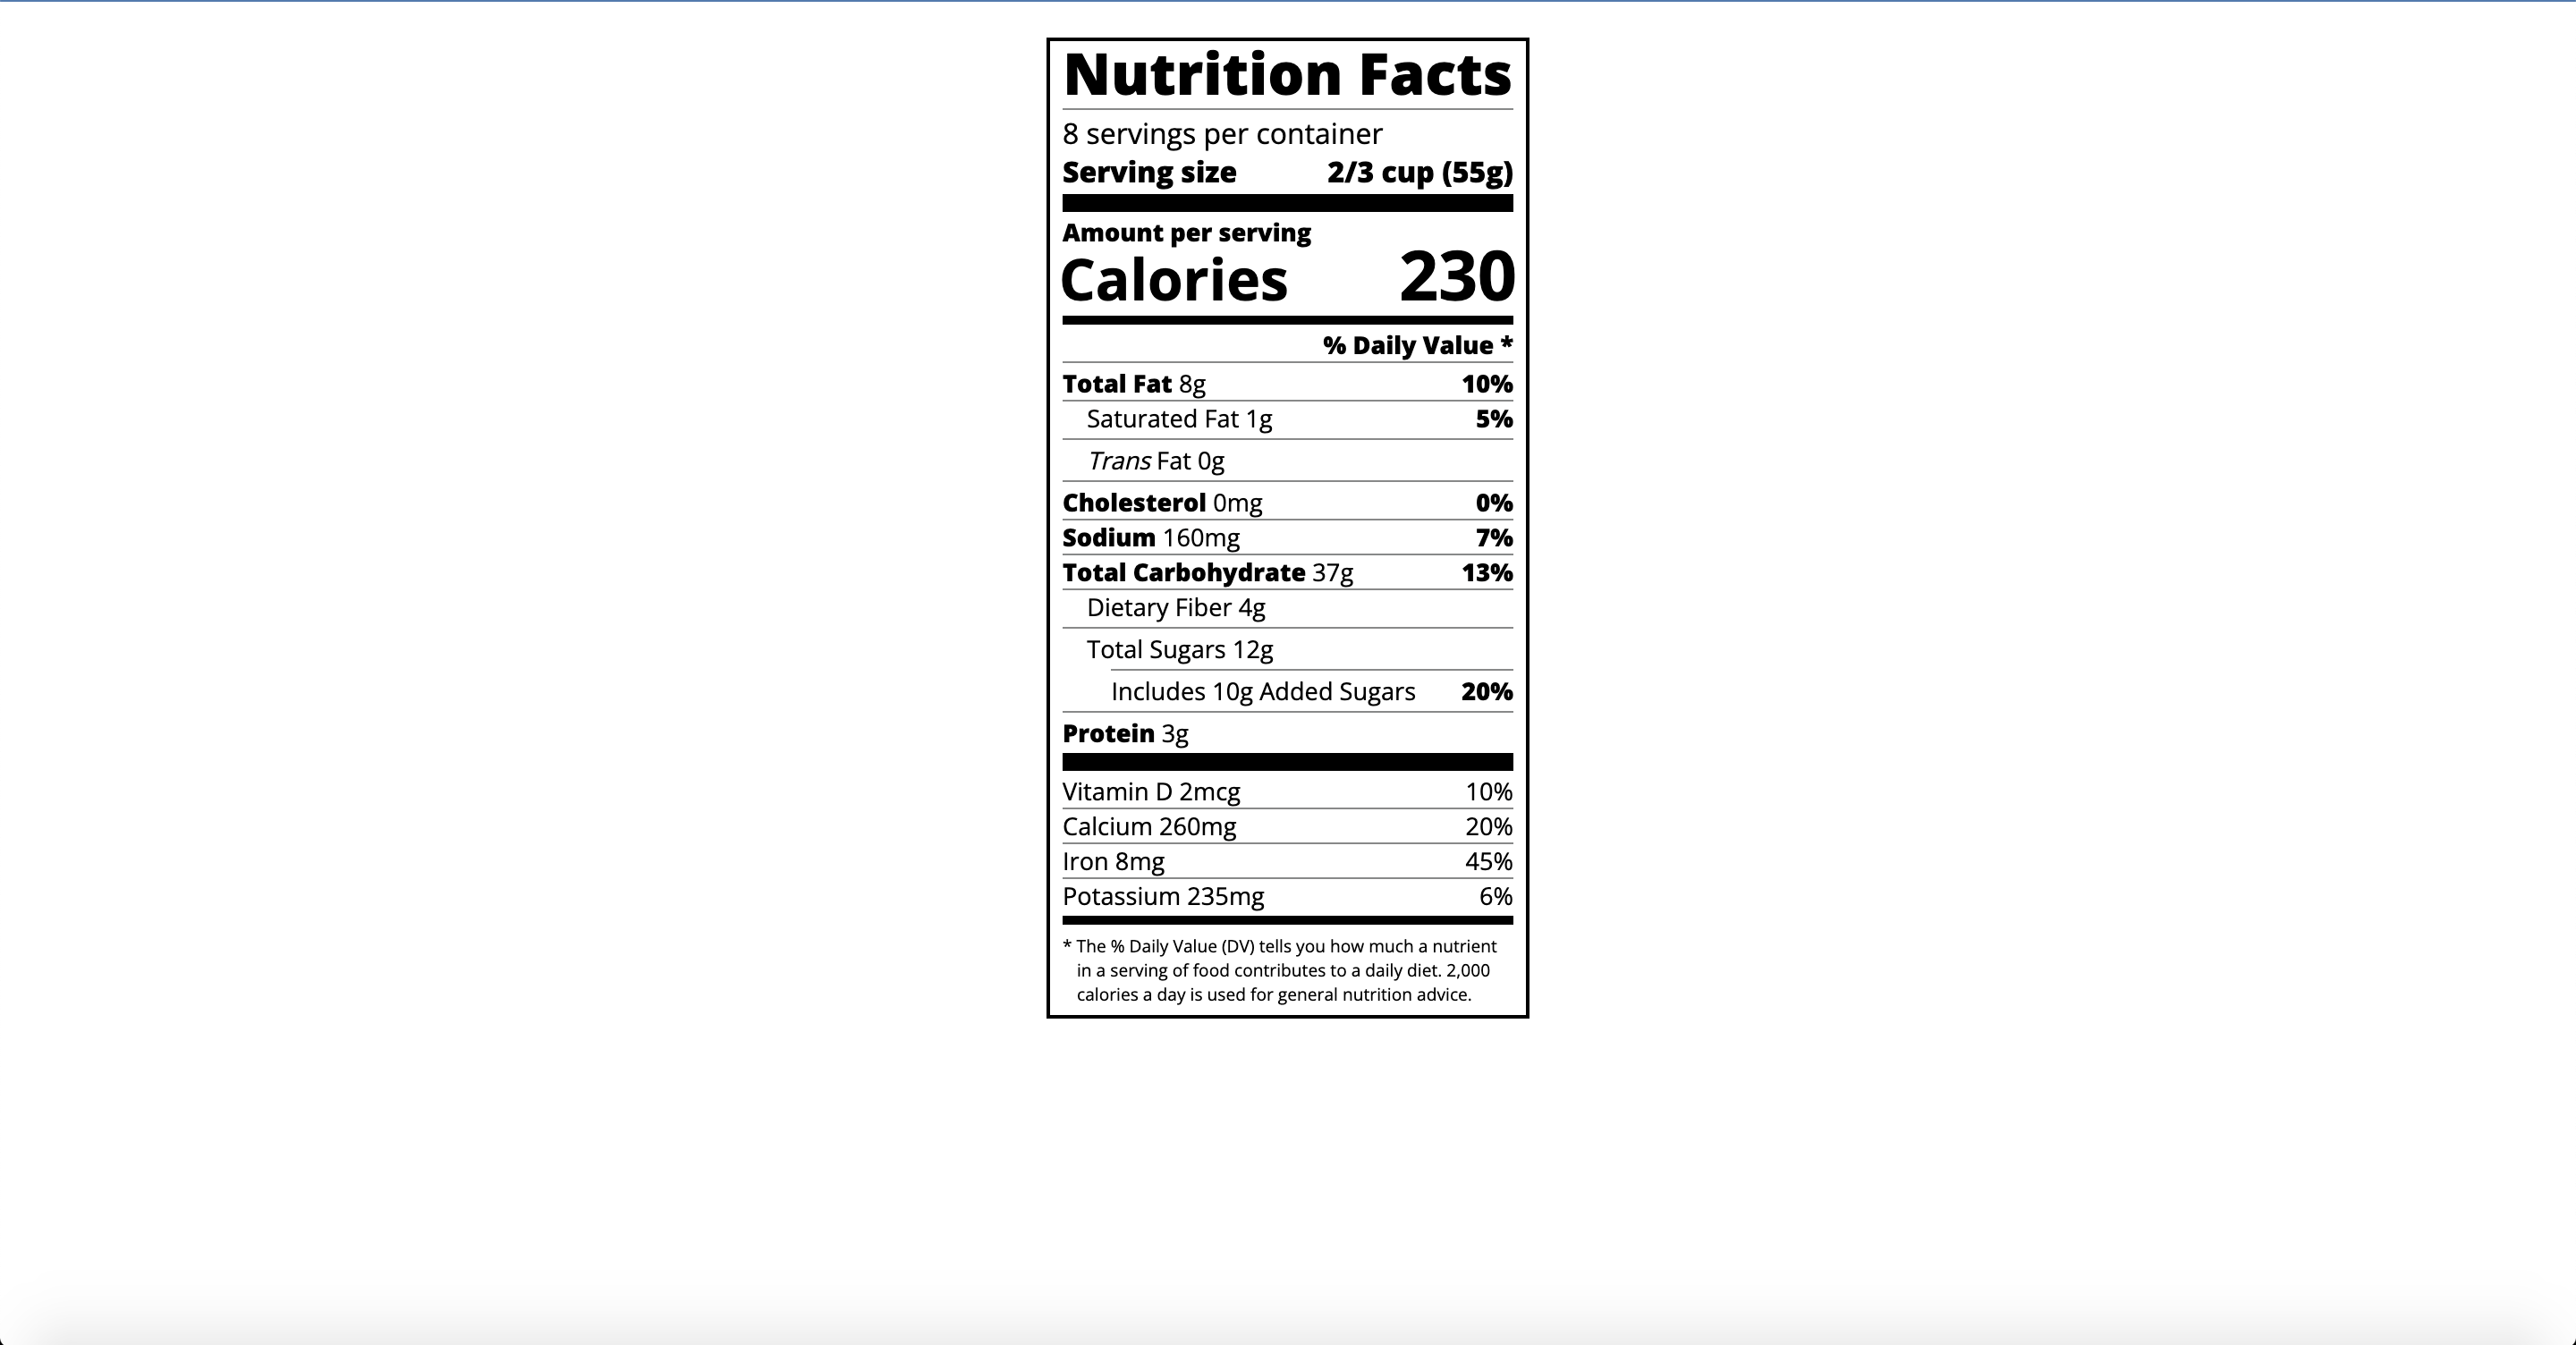 Nutrition Facts
8 servings per container
Serving size 2/3 cup (55g)
Amount per serving
Calories 230
% Daily Value *
Total Fat 8g 10%
Saturated Fat 1g 5%
Trans Fat 0g
Cholesterol 0mg 0%
Sodium 160mg 7%
Total Carbohydrate 37g 13%
Dietary Fiber 4g
Total Sugars 12g
Includes 10g Added Sugars 20%
Protein 3g
Vitamin D 2mcg 10%
Calcium 260mg 20%
Iron 8mg 45%
Potassium 235mg 6%
* The % Daily Value (DV) tells you how much a nutrient
in a serving of food contributes to a daily diet. 2,000
calories a day is used for general nutrition advice.